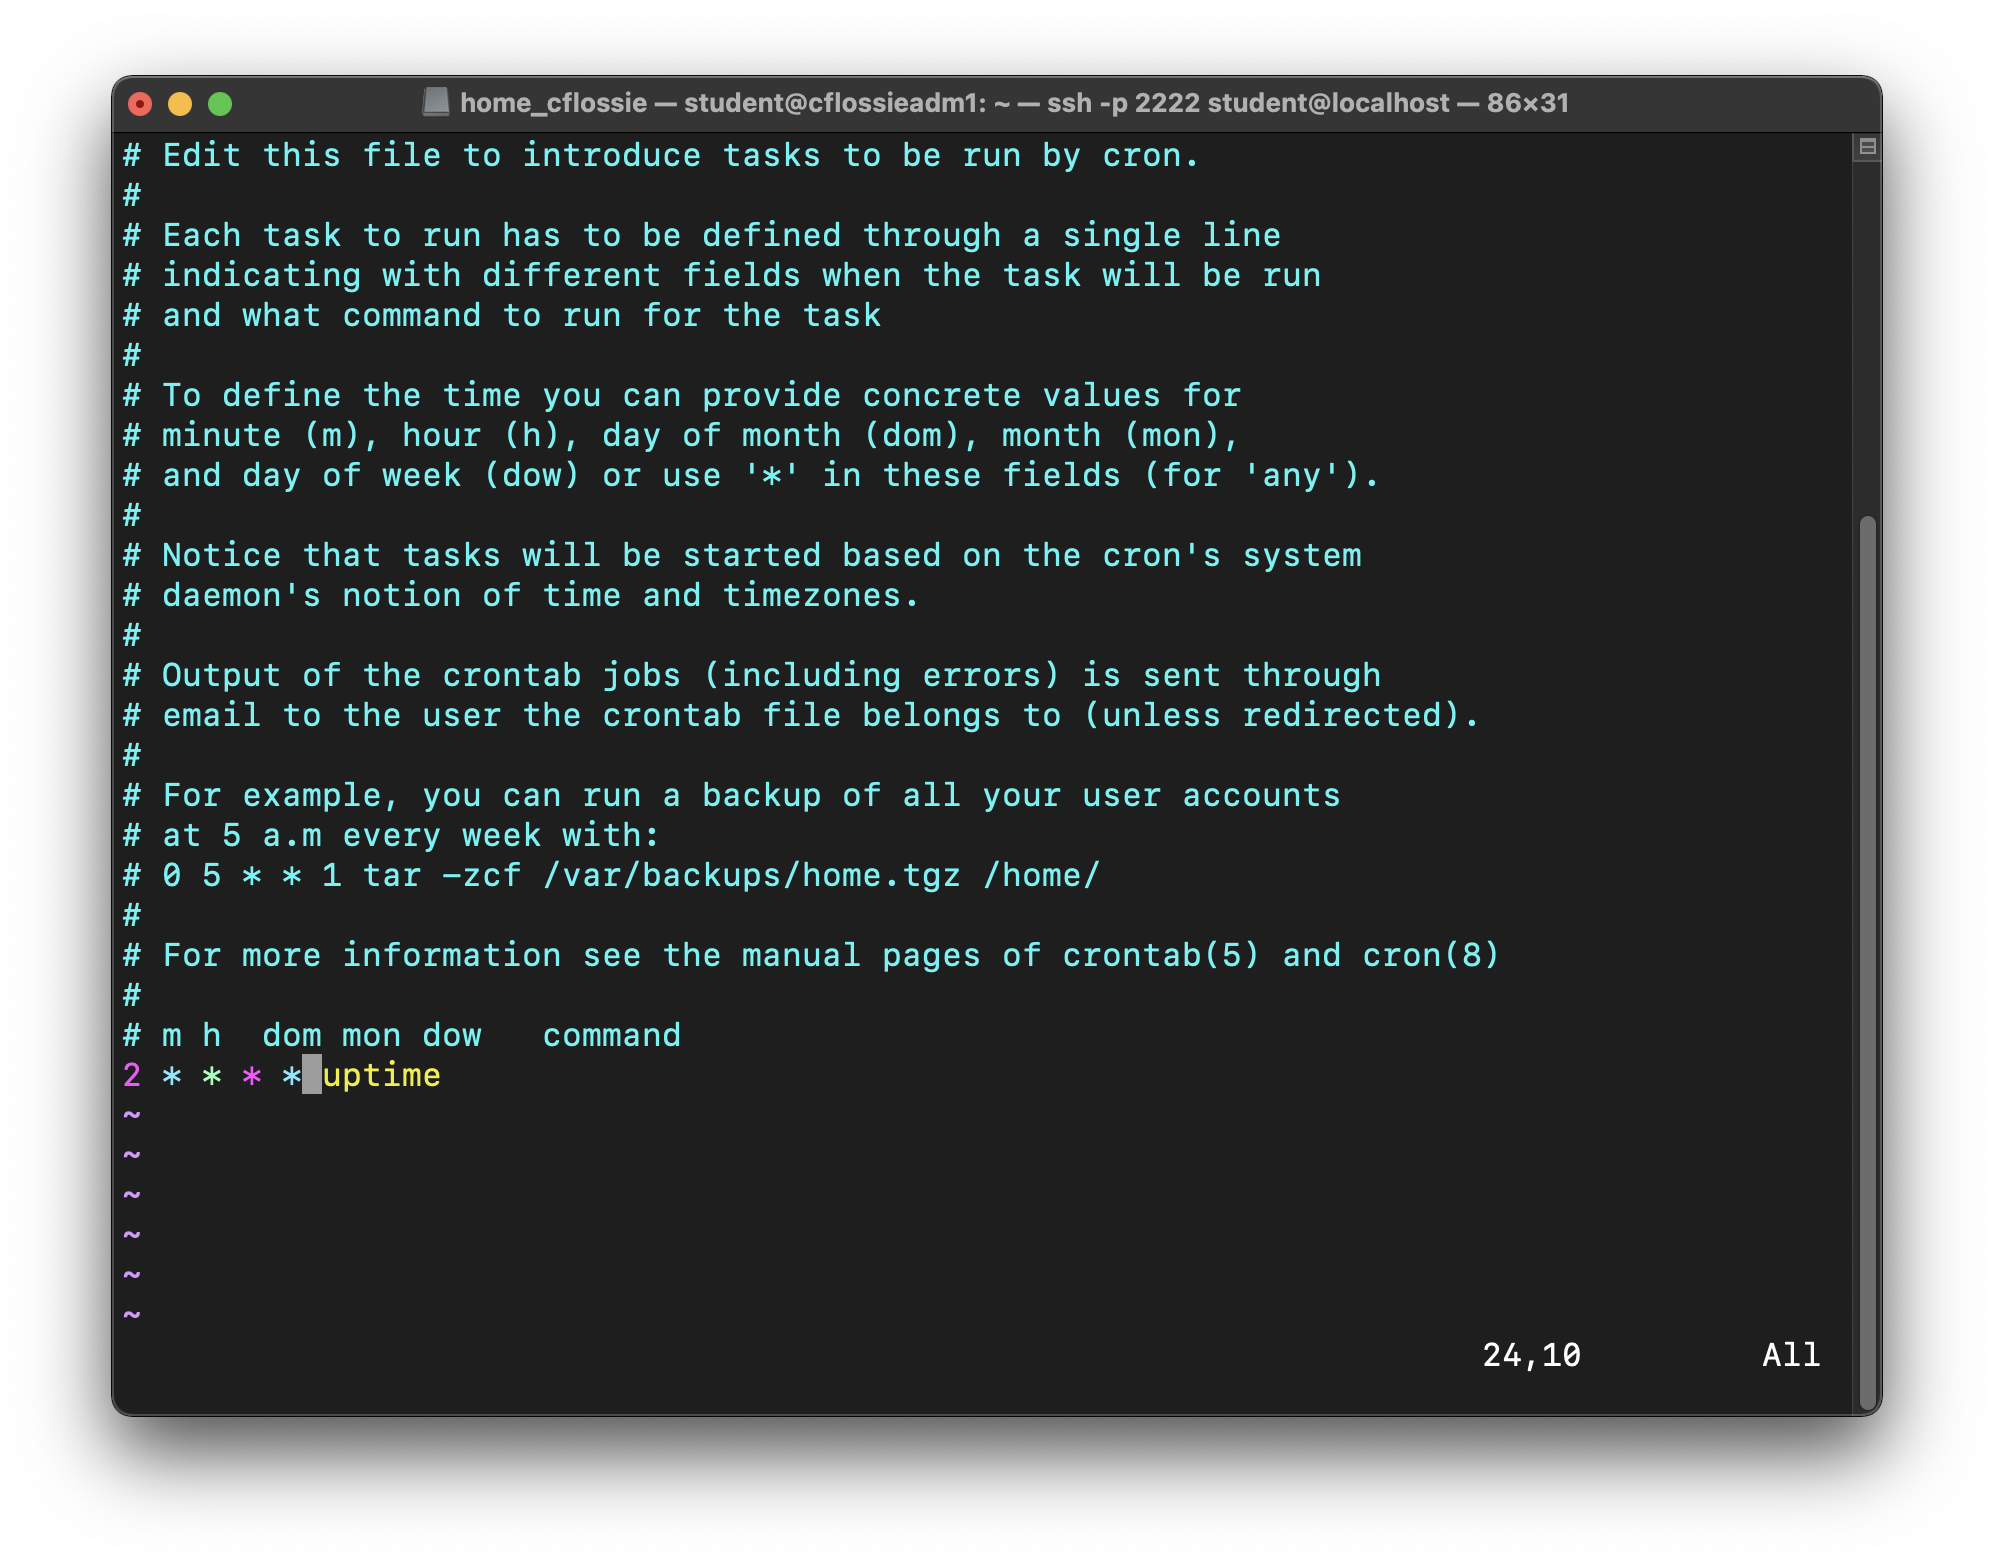 home_cflossie — student@cflossieadm1: ~ — ssh -p 2222 student@localhost — 86×31
# Edit this file to introduce tasks to be run by cron.
#
# Each task to run has to be defined through a single line
# indicating with different fields when the task will be run
# and what command to run for the task
#
# To define the time you can provide concrete values for
# minute (m), hour (h), day of month (dom), month (mon),
# and day of week (dow) or use '*' in these fields (for 'any').
#
# Notice that tasks will be started based on the cron's system
# daemon's notion of time and timezones.
#
# Output of the crontab jobs (including errors) is sent through
# email to the user the crontab file belongs to (unless redirected).
#
# For example, you can run a backup of all your user accounts
# at 5 a.m every week with:
# 0 5 * * 1 tar -zcf /var/backups/home.tgz /home/
#
# For more information see the manual pages of crontab(5) and cron(8)
#
# m h  dom mon dow   command
2 * * * * uptime
~
~
~
~
~
~
24,10         All